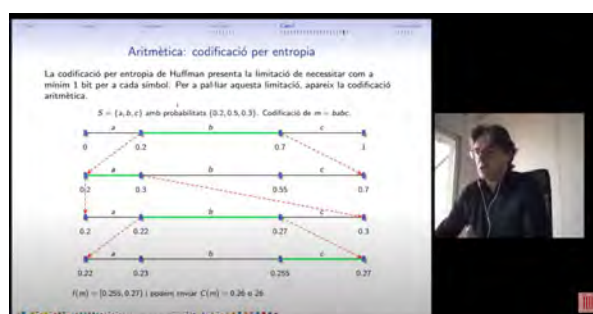 Aritmètica: codificació per entropia
La codificació per entropia de Huffman presenta la limitació de necessitar com a
mínim 1 bit per a cada símbol. Per a pal·liar aquesta limitació, apareix la codificació
aritmètica.
S = {a, b, c} amb probabilitats {0.2, 0.5, 0.3}. Codificació de m = babc.
a b c
0 0.2 0.7 1
a b c
0.2 0.3 0.55 0.7
a b c
0.2 0.22 0.27 0.3
a b c
0.22 0.23 0.255 0.27
I(m) = [0.255, 0.27) i podem enviar C(m) = 0.26 o 26.